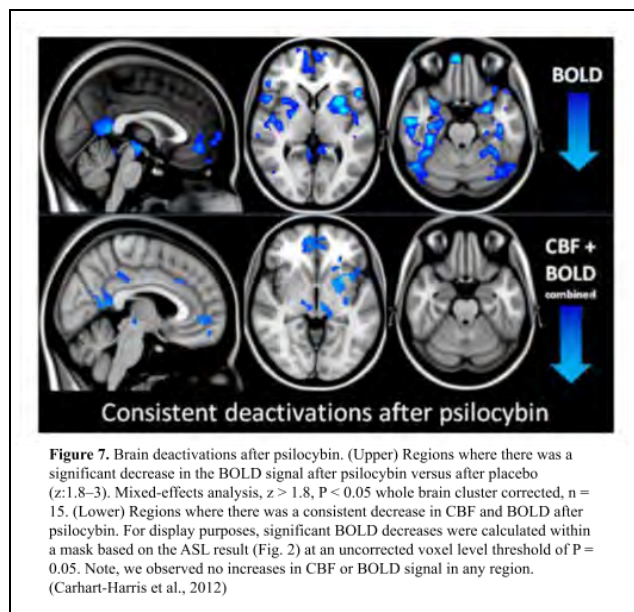 BOLD
CBF +
BOLD
combined
Consistent deactivations after psilocybin
Figure 7. Brain deactivations after psilocybin. (Upper) Regions where there was a
significant decrease in the BOLD signal after psilocybin versus after placebo
(z:1.8–3). Mixed-effects analysis, z > 1.8, P < 0.05 whole brain cluster corrected, n =
15. (Lower) Regions where there was a consistent decrease in CBF and BOLD after
psilocybin. For display purposes, significant BOLD decreases were calculated within
a mask based on the ASL result (Fig. 2) at an uncorrected voxel level threshold of P =
0.05. Note, we observed no increases in CBF or BOLD signal in any region.
(Carhart-Harris et al., 2012)